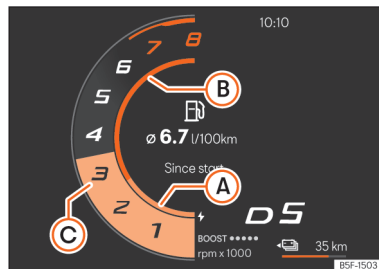 10:10
8
7
6
5
4
3
2
1
B
ø 6.7 l/100km
Since start
A
C
D5
BOOST
rpm x 1000
35 km
B5F-1503